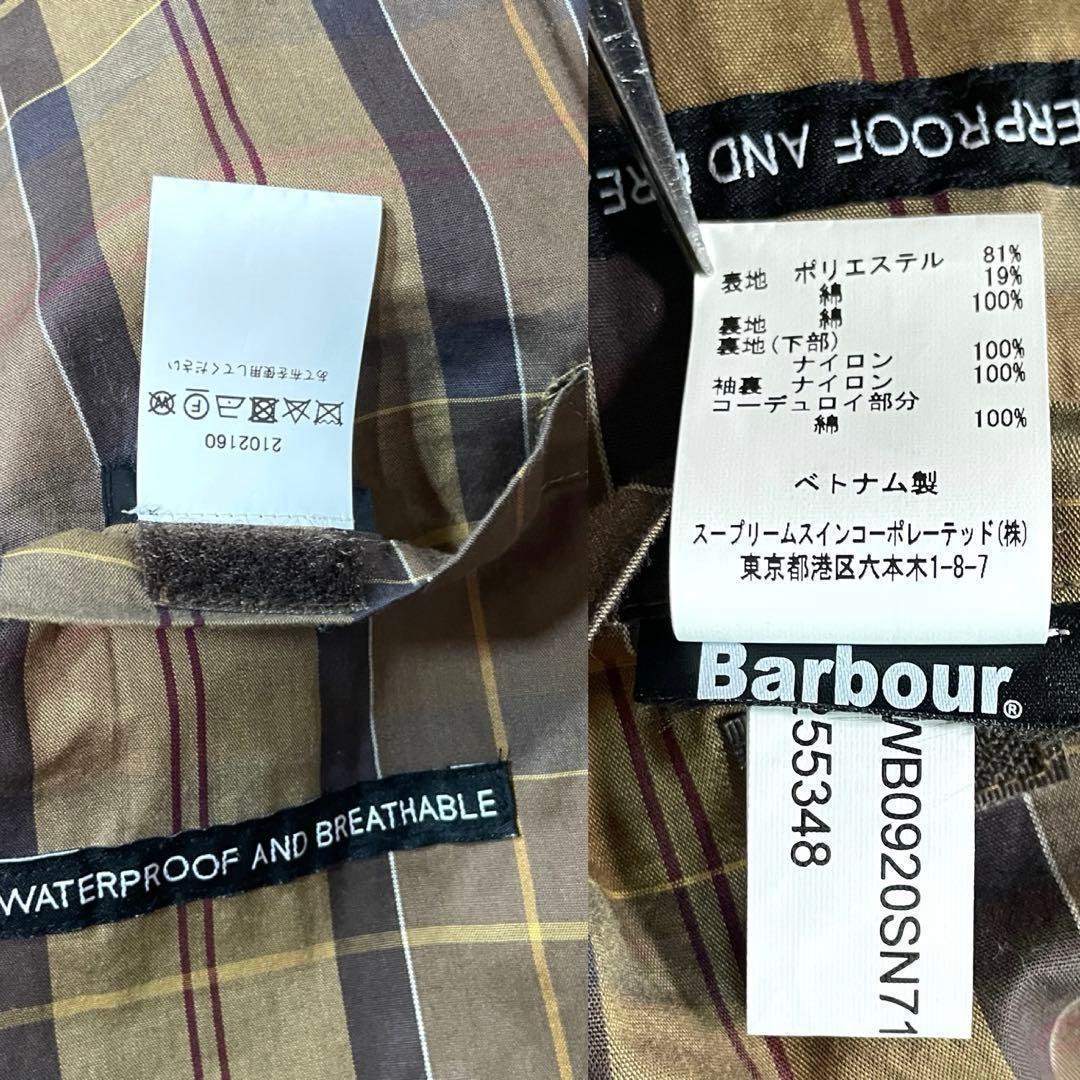 あて布を使用してください
W F
2102160
WATERPROOF AND BREATHABLE
ERPROOF AND
RE
表地 ポリエステル 81%
綿 19%
裏地 綿 100%
裏地(下部)
ナイロン 100%
袖裏 ナイロン 100%
コーデュロイ部分
綿 100%
ベトナム製
スープリームスインコーポレーテッド(株)
東京都港区六本木1-8-7
Barbour®
WB0920SN71
55348